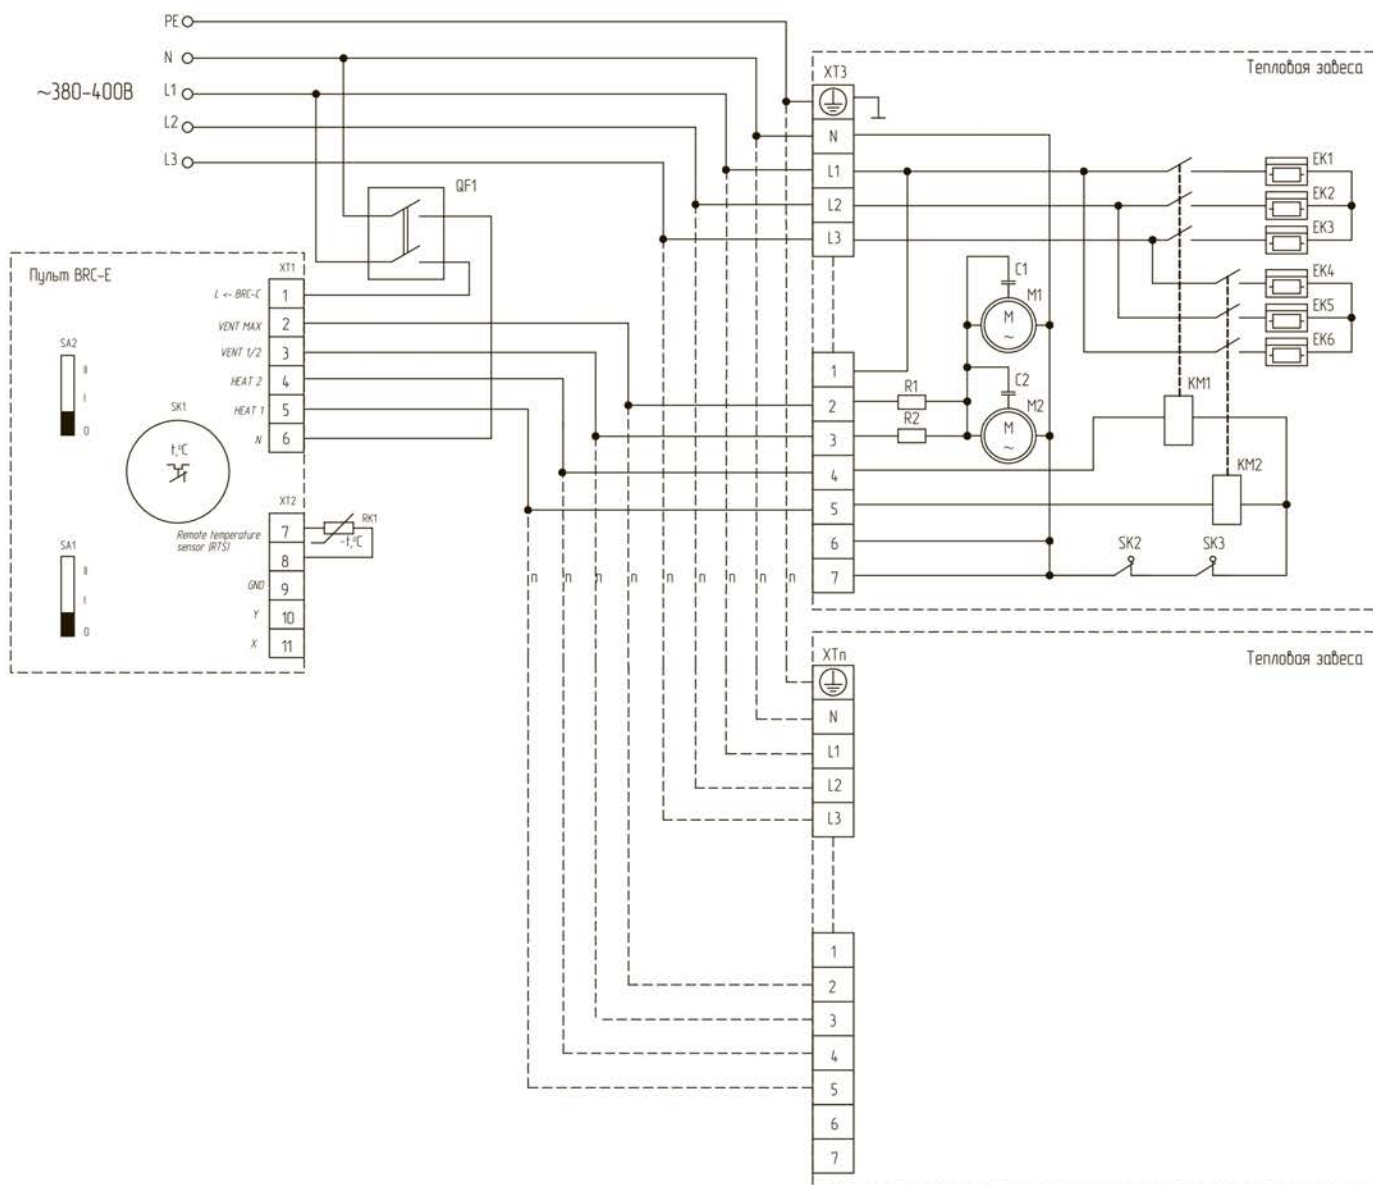 PE
N
~380-400В
L1
L2
L3
QF1
Пульт BRC-E
XT1
L <- BRC-C
1
VENT MAX
2
VENT 1/2
3
HEAT 2
4
HEAT 1
5
N
6
SA2
II
I
0
SK1
t,°C
XT2
Remote temperature
sensor (RTS)
7
8
GND
9
Y
10
X
11
RK1
-t,°C
SA1
II
I
0
n n n n n n n n n
Тепловая завеса
XT3
N
L1
L2
L3
1
2
3
4
5
6
7
EK1
EK2
EK3
EK4
EK5
EK6
C1
M1
M
~
C2
M2
M
~
R1
R2
KM1
KM2
SK2
SK3
Тепловая завеса
XTn
N
L1
L2
L3
1
2
3
4
5
6
7